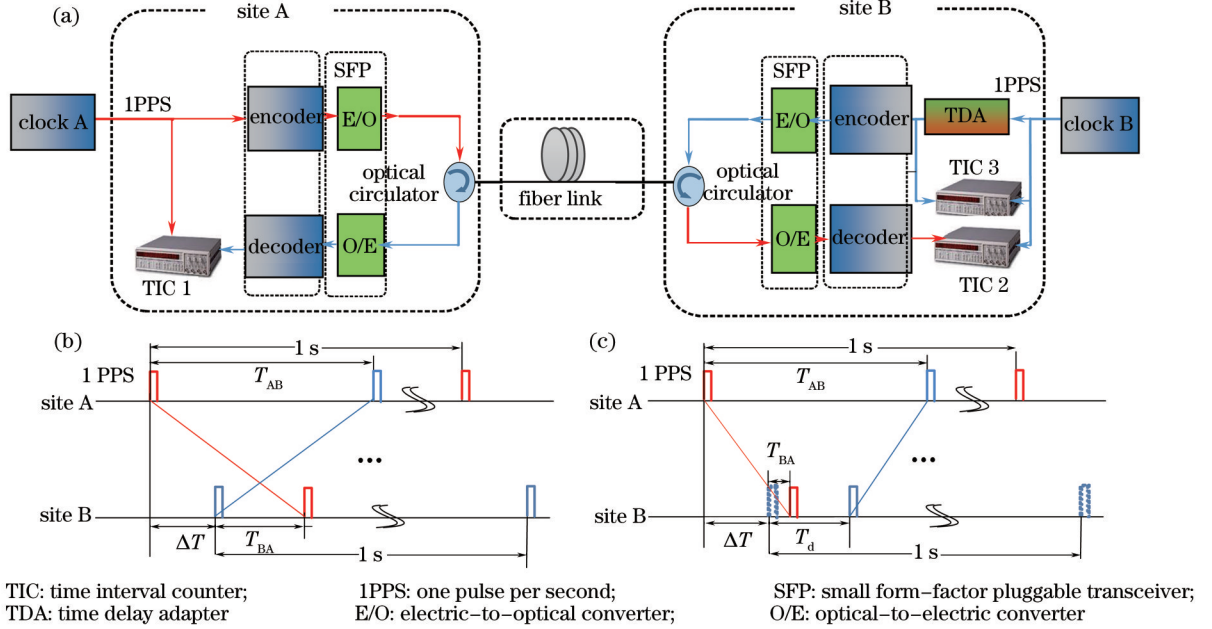 (a)
site A
site B
clock A
1PPS
encoder
SFP
E/O
optical
circulator
decoder
O/E
TIC 1
fiber link
SFP
E/O
encoder
TDA
1PPS
clock B
optical
circulator
O/E
decoder
TIC 3
TIC 2
(b)
1 s
1 PPS
T_AB
site A
...
site B
ΔT
T_BA
1 s
(c)
1 s
1 PPS
T_AB
site A
...
T_BA
site B
ΔT
T_d
1 s
TIC: time interval counter; 1PPS: one pulse per second; SFP: small form-factor pluggable transceiver;
TDA: time delay adapter E/O: electric-to-optical converter; O/E: optical-to-electric converter